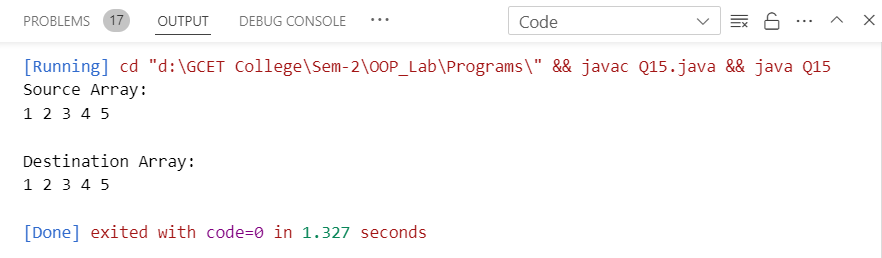 PROBLEMS 17 OUTPUT DEBUG CONSOLE ··· Code ···
[Running] cd "d:\GCET College\Sem-2\OOP_Lab\Programs\" && javac Q15.java && java Q15
Source Array:
1 2 3 4 5
Destination Array:
1 2 3 4 5
[Done] exited with code=0 in 1.327 seconds